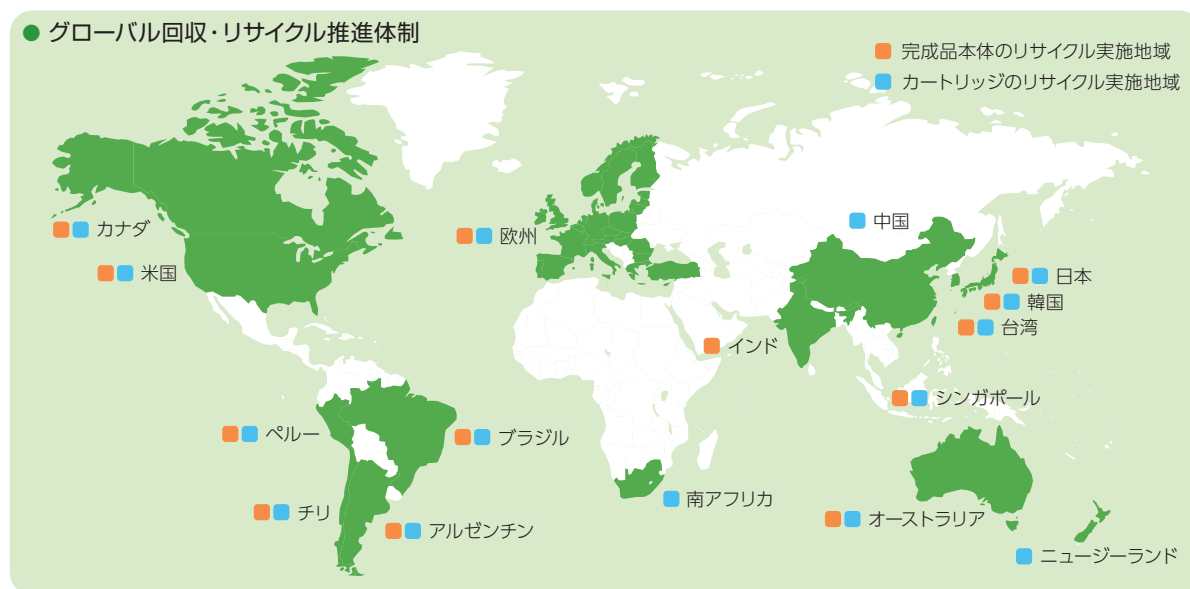 ● グローバル回収・リサイクル推進体制
完成品本体のリサイクル実施地域
カートリッジのリサイクル実施地域
カナダ
米国
欧州
中国
日本
韓国
台湾
インド
シンガポール
ペルー
ブラジル
チリ
アルゼンチン
南アフリカ
オーストラリア
ニュージーランド